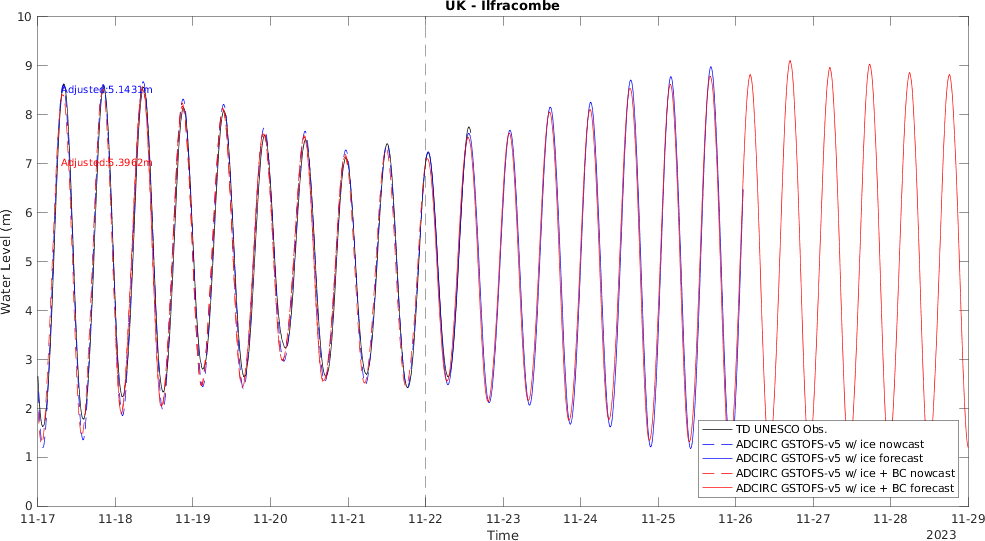 UK - Ilfracombe
10
9
8
7
6
5
4
3
2
1
0
Water Level (m)
Adjusted:5.1431m
Adjusted:5.3962m
TD UNESCO Obs.
ADCIRC GSTOFS-v5 w/ ice nowcast
ADCIRC GSTOFS-v5 w/ ice forecast
ADCIRC GSTOFS-v5 w/ ice + BC nowcast
ADCIRC GSTOFS-v5 w/ ice + BC forecast
11-17 11-18 11-19 11-20 11-21 11-22 11-23 11-24 11-25 11-26 11-27 11-28 11-29
Time
2023